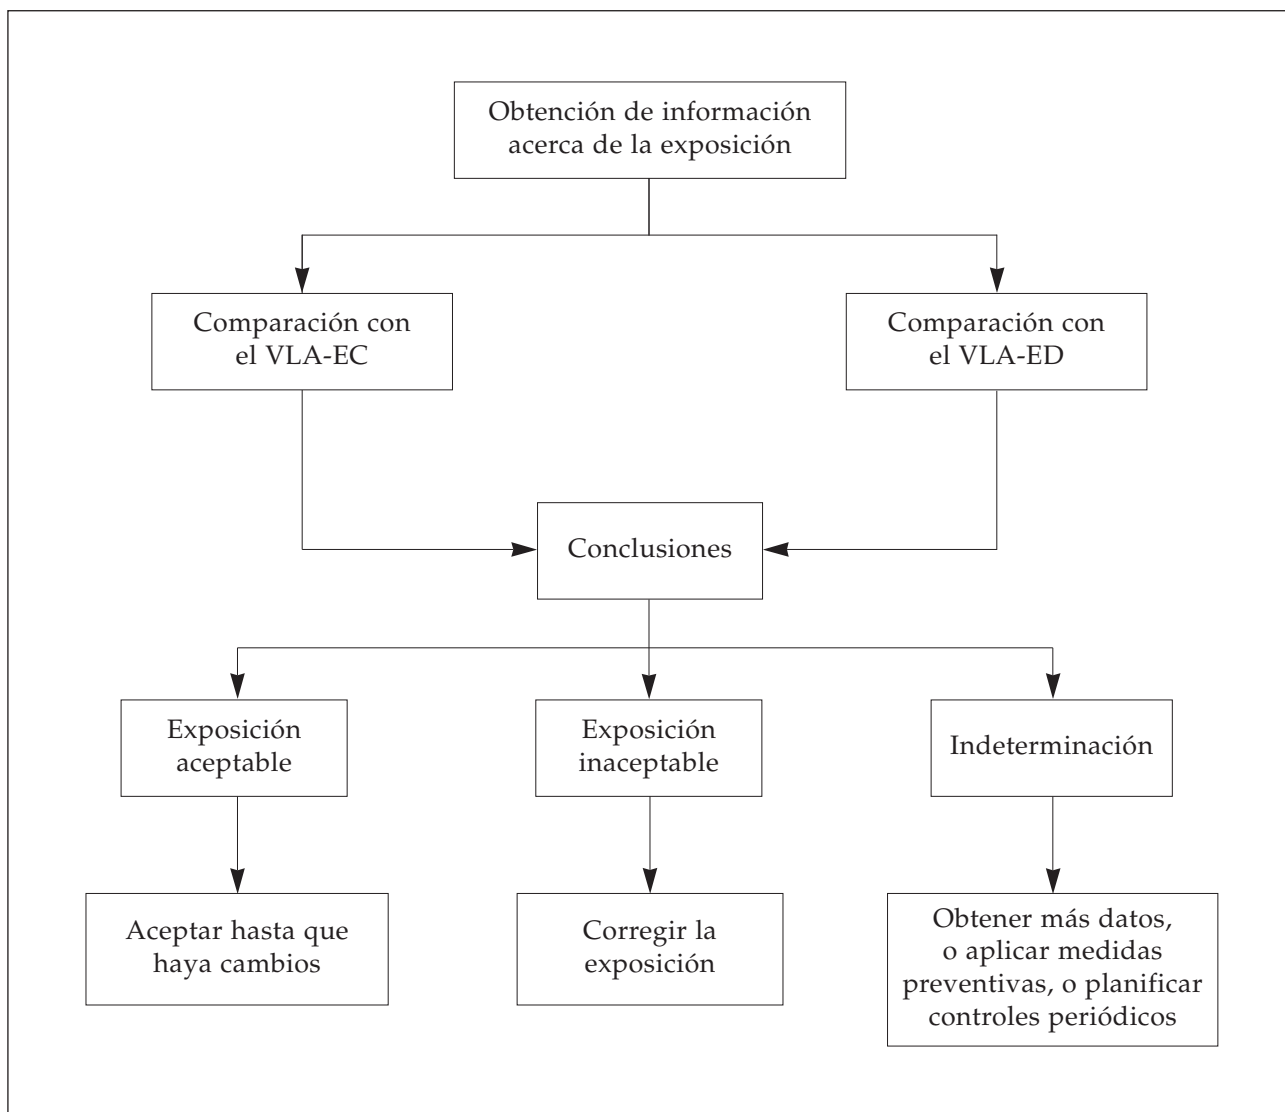 Obtención de información
acerca de la exposición
Comparación con
el VLA-EC
Comparación con
el VLA-ED
Conclusiones
Exposición
aceptable
Exposición
inaceptable
Indeterminación
Aceptar hasta que
haya cambios
Corregir la
exposición
Obtener más datos,
o aplicar medidas
preventivas, o planificar
controles periódicos